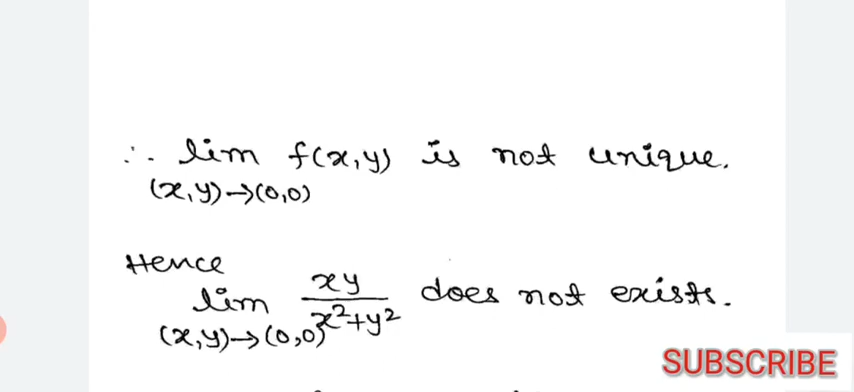 ∴ lim f(x,y) is not unique.
(x,y)→(0,0)
Hence
lim xy/x²+y² does not exists.
(x,y)→(0,0)
SUBSCRIBE